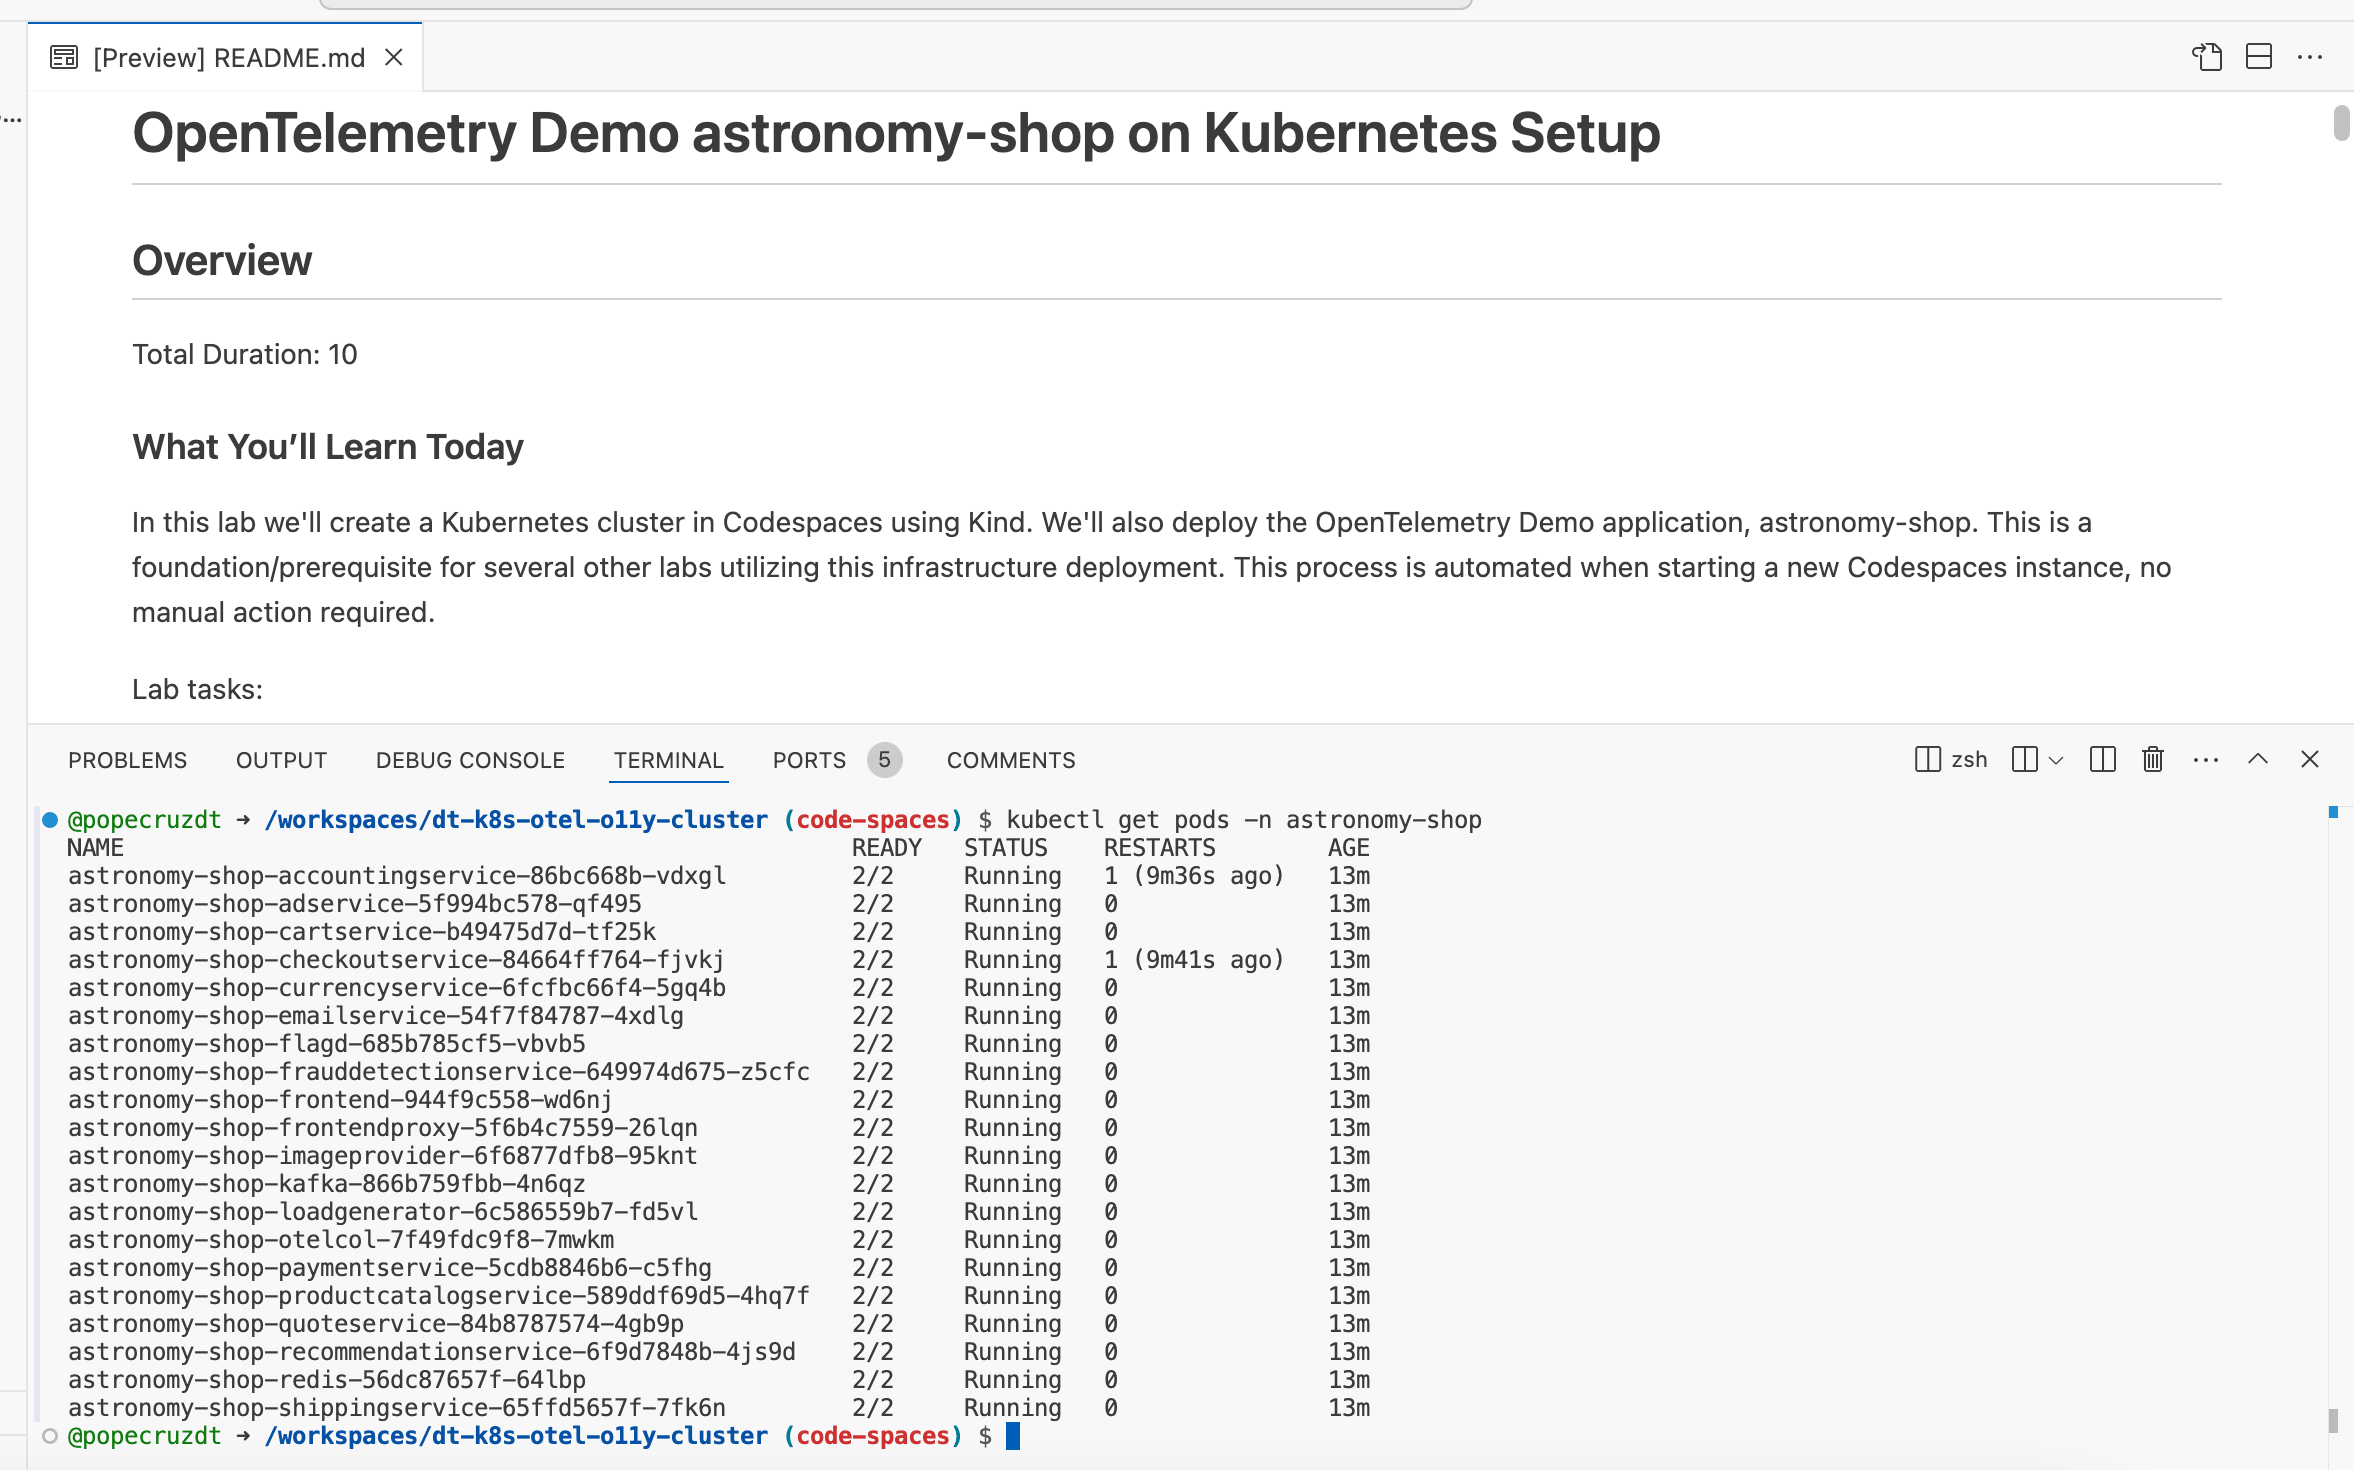 [Preview] README.md
OpenTelemetry Demo astronomy-shop on Kubernetes Setup
Overview
Total Duration: 10
What You’ll Learn Today
In this lab we'll create a Kubernetes cluster in Codespaces using Kind. We'll also deploy the OpenTelemetry Demo application, astronomy-shop. This is a
foundation/prerequisite for several other labs utilizing this infrastructure deployment. This process is automated when starting a new Codespaces instance, no
manual action required.
Lab tasks:
PROBLEMS OUTPUT DEBUG CONSOLE TERMINAL PORTS 5 COMMENTS zsh
@popecruzdt → /workspaces/dt-k8s-otel-o11y-cluster (code-spaces) $ kubectl get pods -n astronomy-shop
NAME READY STATUS RESTARTS AGE
astronomy-shop-accountingservice-86bc668b-vdxgl 2/2 Running 1 (9m36s ago) 13m
astronomy-shop-adservice-5f994bc578-qf495 2/2 Running 0 13m
astronomy-shop-cartservice-b49475d7d-tf25k 2/2 Running 0 13m
astronomy-shop-checkoutservice-84664ff764-fjvkj 2/2 Running 1 (9m41s ago) 13m
astronomy-shop-currencyservice-6fcfbc66f4-5gq4b 2/2 Running 0 13m
astronomy-shop-emailservice-54f7f84787-4xdlg 2/2 Running 0 13m
astronomy-shop-flagd-685b785cf5-vbvb5 2/2 Running 0 13m
astronomy-shop-frauddetectionservice-649974d675-z5cfc 2/2 Running 0 13m
astronomy-shop-frontend-944f9c558-wd6nj 2/2 Running 0 13m
astronomy-shop-frontendproxy-5f6b4c7559-26lqn 2/2 Running 0 13m
astronomy-shop-imageprovider-6f6877dfb8-95knt 2/2 Running 0 13m
astronomy-shop-kafka-866b759fbb-4n6qz 2/2 Running 0 13m
astronomy-shop-loadgenerator-6c586559b7-fd5vl 2/2 Running 0 13m
astronomy-shop-otelcol-7f49fdc9f8-7mwkm 2/2 Running 0 13m
astronomy-shop-paymentservice-5cdb8846b6-c5fhg 2/2 Running 0 13m
astronomy-shop-productcatalogservice-589ddf69d5-4hq7f 2/2 Running 0 13m
astronomy-shop-quoteservice-84b8787574-4gb9p 2/2 Running 0 13m
astronomy-shop-recommendationservice-6f9d7848b-4js9d 2/2 Running 0 13m
astronomy-shop-redis-56dc87657f-64lbp 2/2 Running 0 13m
astronomy-shop-shippingservice-65ffd5657f-7fk6n 2/2 Running 0 13m
@popecruzdt → /workspaces/dt-k8s-otel-o11y-cluster (code-spaces) $